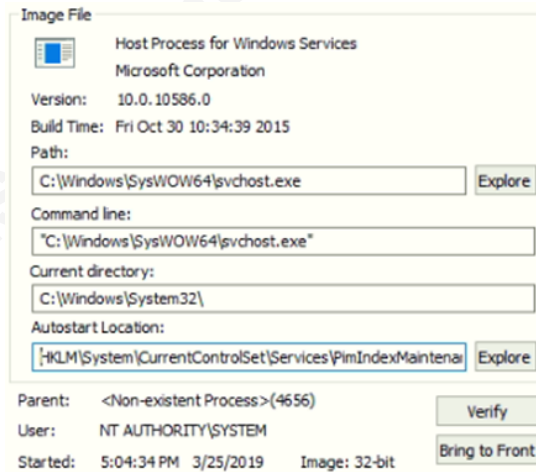 Image File
Host Process for Windows Services
Microsoft Corporation
Version: 10.0.10586.0
Build Time: Fri Oct 30 10:34:39 2015
Path:
C:\Windows\SysWOW64\svchost.exe Explore
Command line:
"C:\Windows\SysWOW64\svchost.exe"
Current directory:
C:\Windows\System32\
Autostart Location:
HKLM\System\CurrentControlSet\Services\PimIndexMaintenai Explore
Parent: <Non-existent Process>(4656)
Verify
User: NT AUTHORITY\SYSTEM
Bring to Front
Started: 5:04:34 PM 3/25/2019 Image: 32-bit